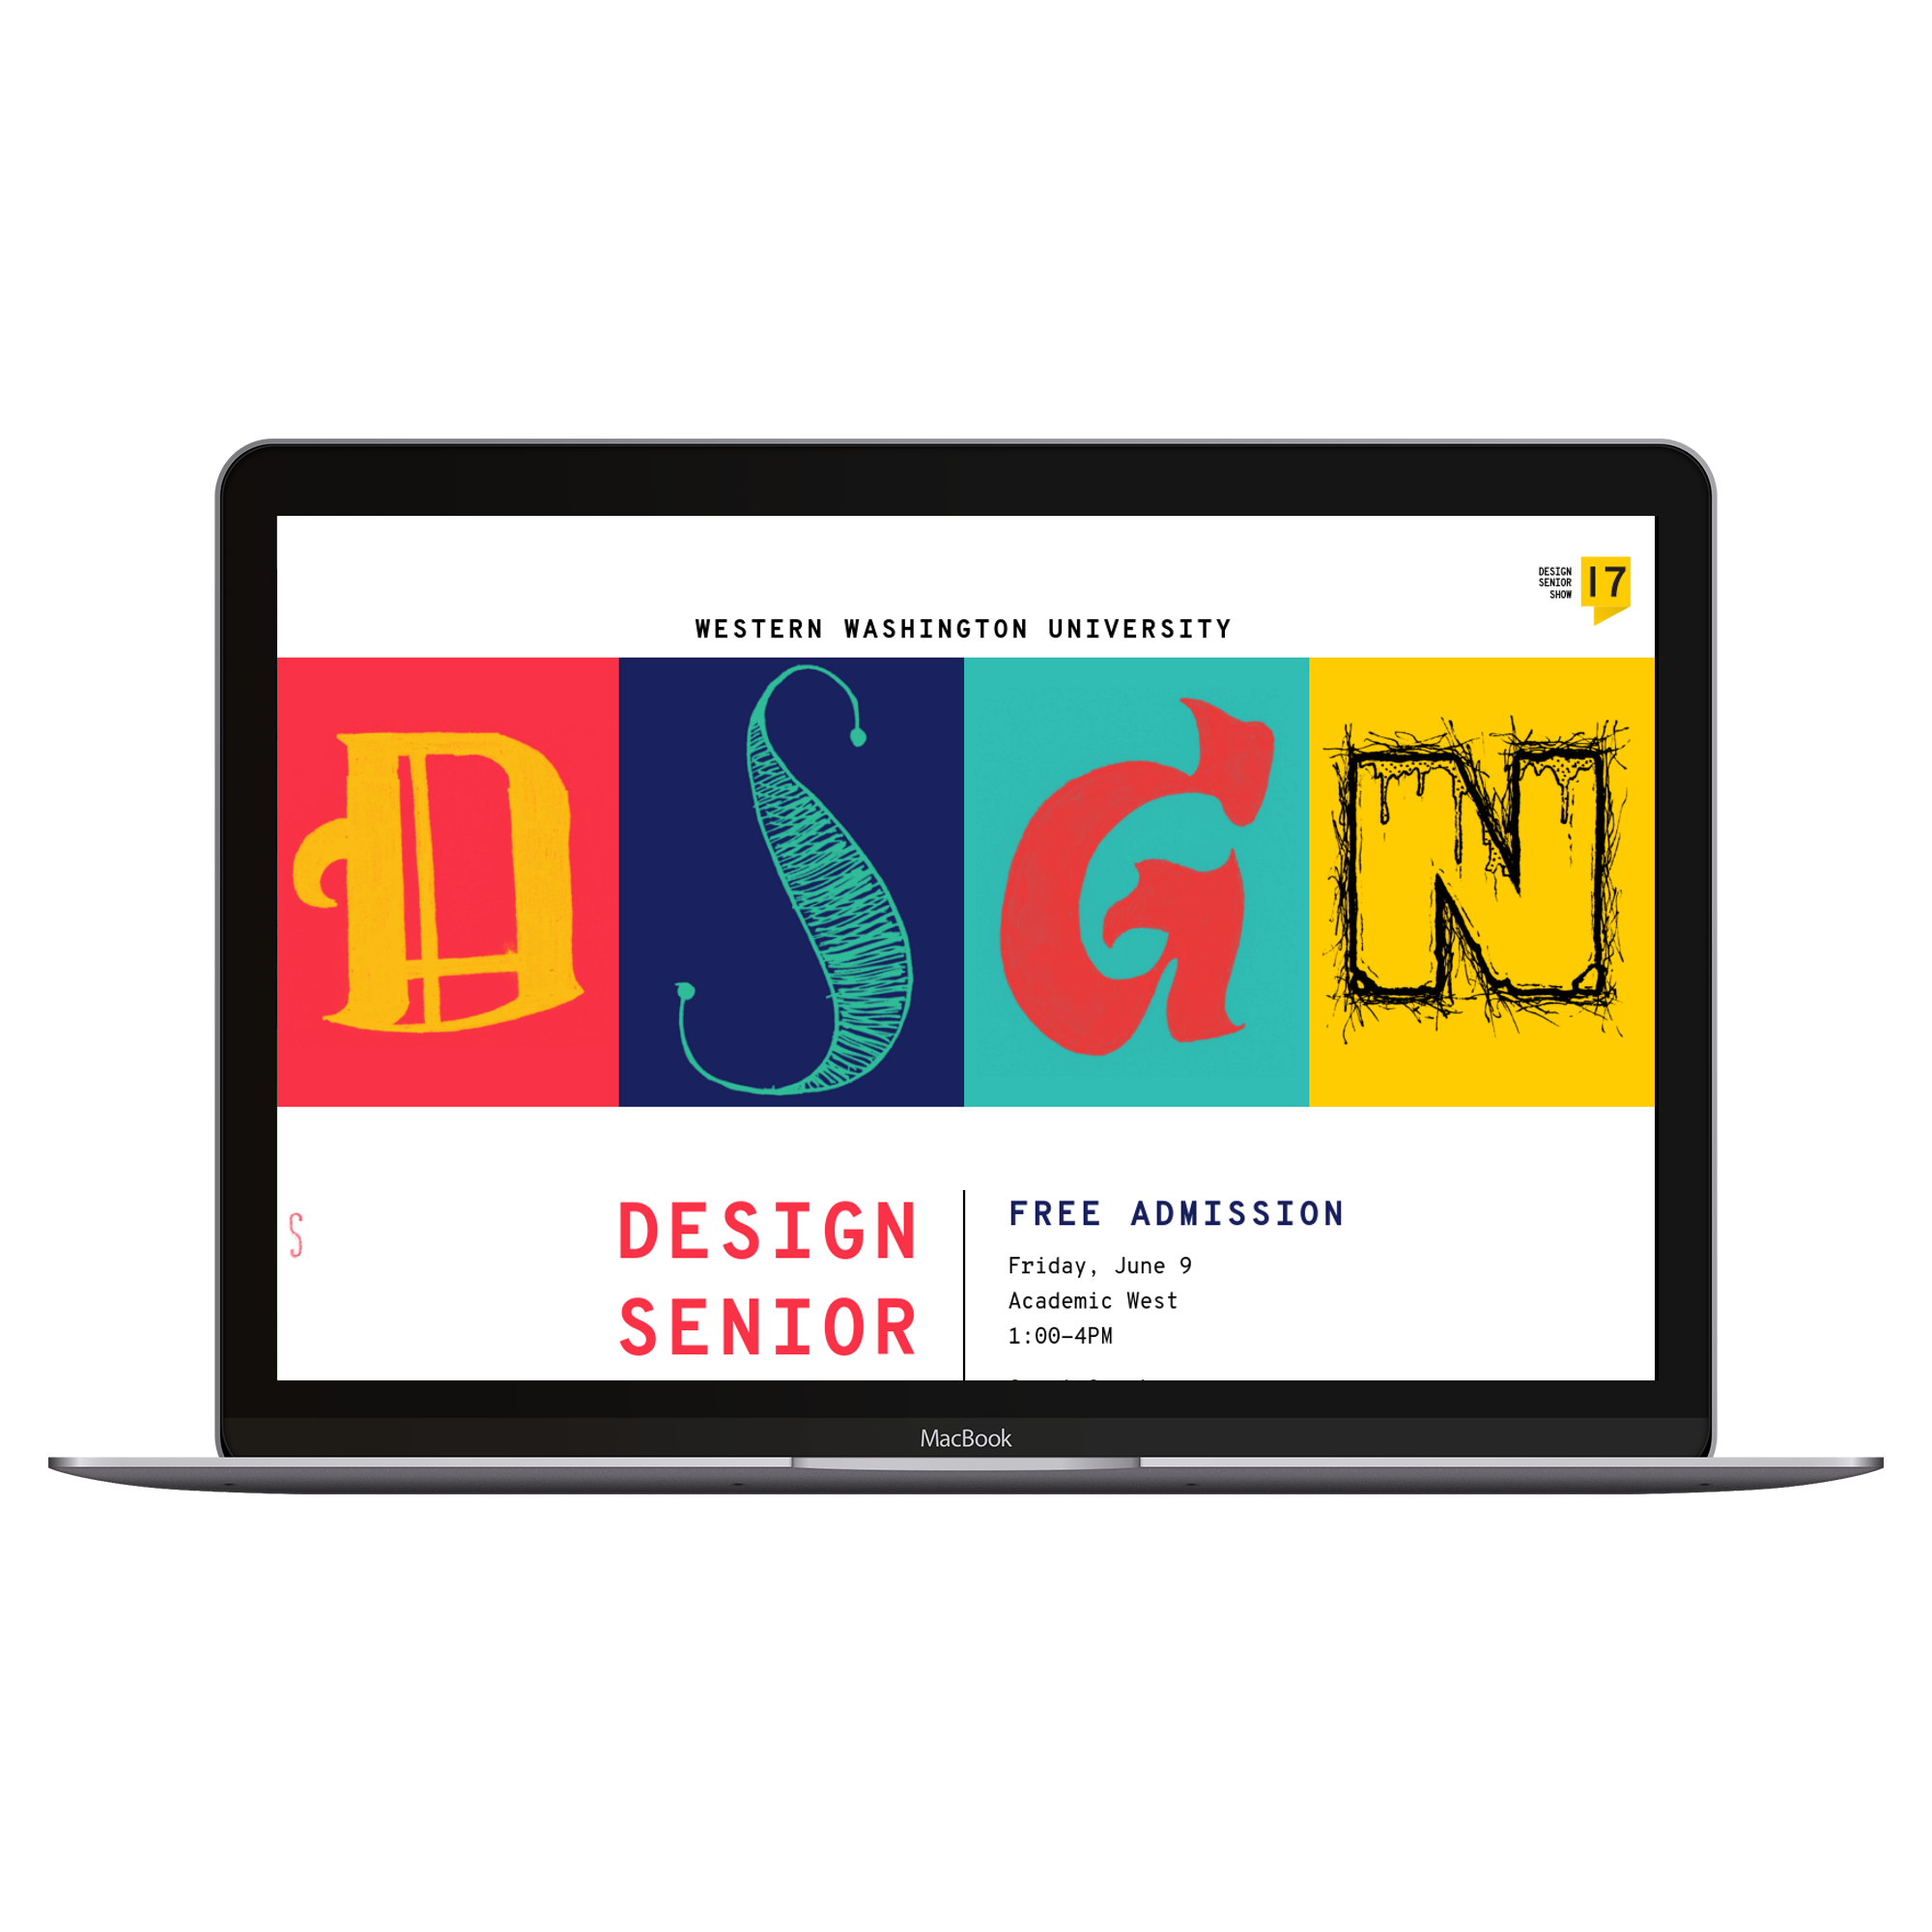 DESIGN
SENIOR
SHOW
17
WESTERN WASHINGTON UNIVERSITY
D S G N
S
DESIGN
SENIOR
FREE ADMISSION
Friday, June 9
Academic West
1:00–4PM
MacBook